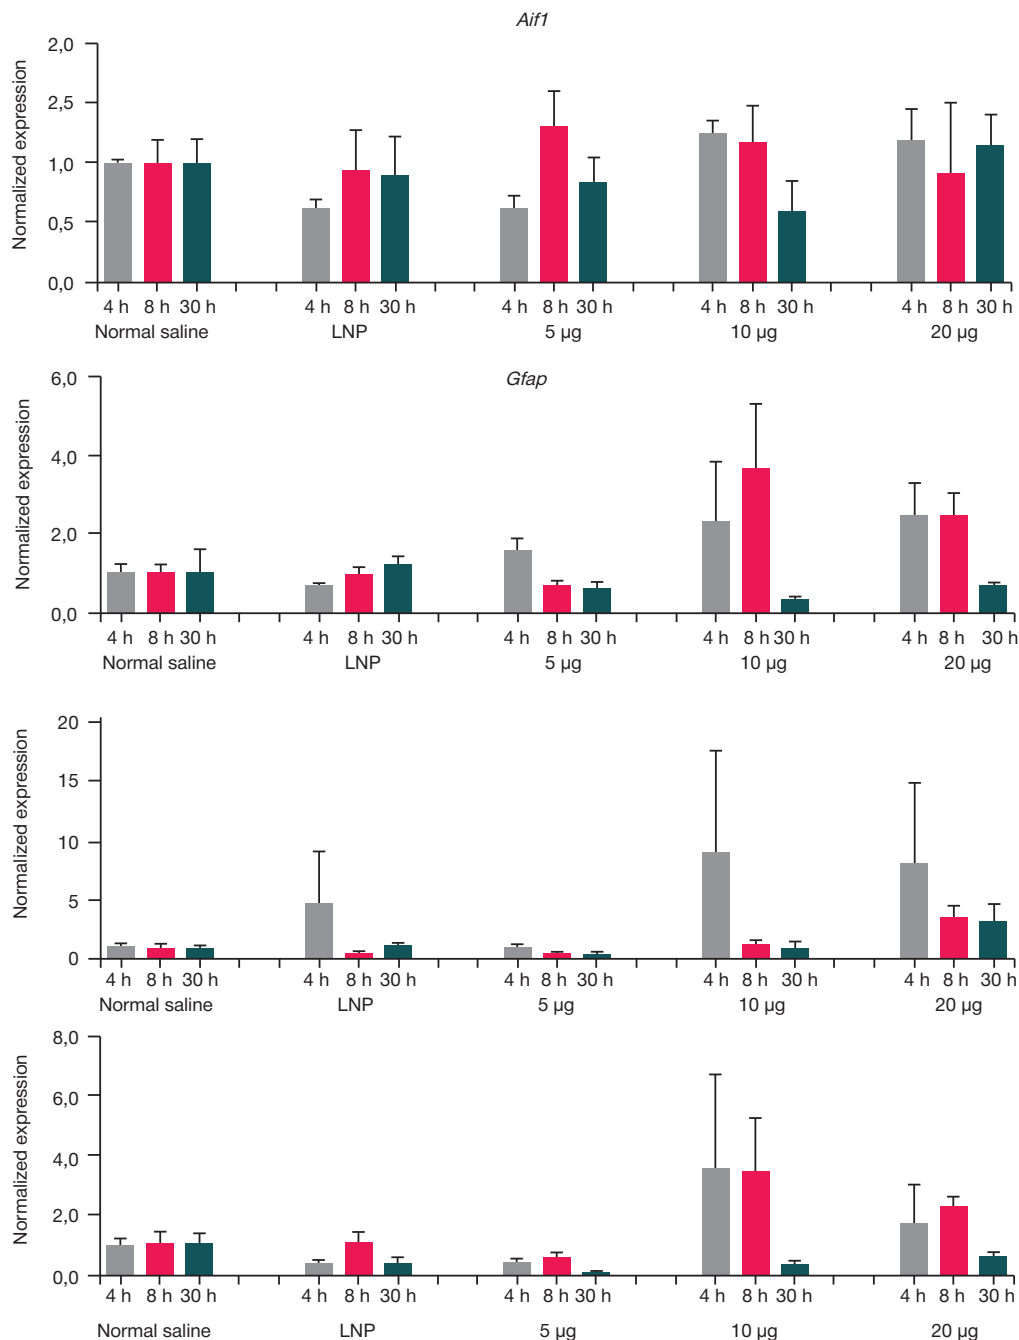 Aif1
Normalized expression
2,0
2,5
1,0
0,5
0,0
4 h 8 h 30 h 4 h 8 h 30 h 4 h 8 h 30 h 4 h 8 h 30 h 4 h 8 h 30 h
Normal saline LNP 5 µg 10 µg 20 µg
Gfap
Normalized expression
6,0
4,0
2,0
0,0
4 h 8 h 30 h 4 h 8 h 30 h 4 h 8 h 30 h 4 h 8 h 30 h 4 h 8 h 30 h
Normal saline LNP 5 µg 10 µg 20 µg
Normalized expression
20
15
10
5
0
4 h 8 h 30 h 4 h 8 h 30 h 4 h 8 h 30 h 4 h 8 h 30 h 4 h 8 h 30 h
Normal saline LNP 5 µg 10 µg 20 µg
Normalized expression
8,0
6,0
4,0
2,0
0,0
4 h 8 h 30 h 4 h 8 h 30 h 4 h 8 h 30 h 4 h 8 h 30 h 4 h 8 h 30 h
Normal saline LNP 5 µg 10 µg 20 µg